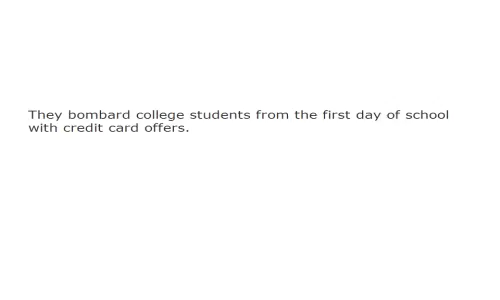 They bombard college students from the first day of school
with credit card offers.